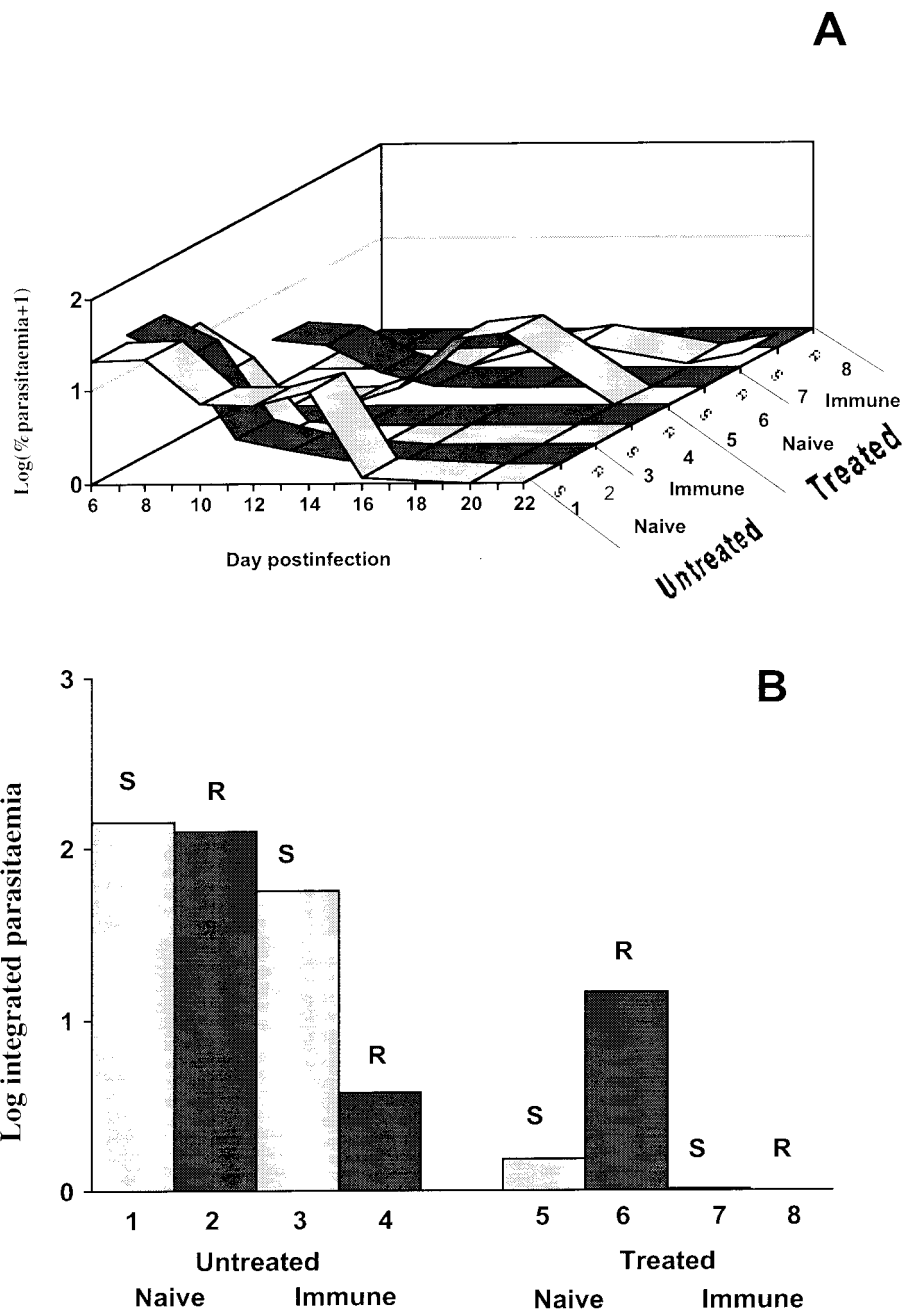 A
Log(% parasitaemia+1)
2
1
0
6 8 10 12 14 16 18 20 22
Day postinfection
S R S R S R S R
1 2 3 4 5 6 7 8
Naive
Immune
Naive
Immune
Untreated
Treated
B
Log integrated parasitaemia
3
2
1
0
S R S R S R S R
1 2 3 4 5 6 7 8
Untreated Treated
Naive Immune Naive Immune